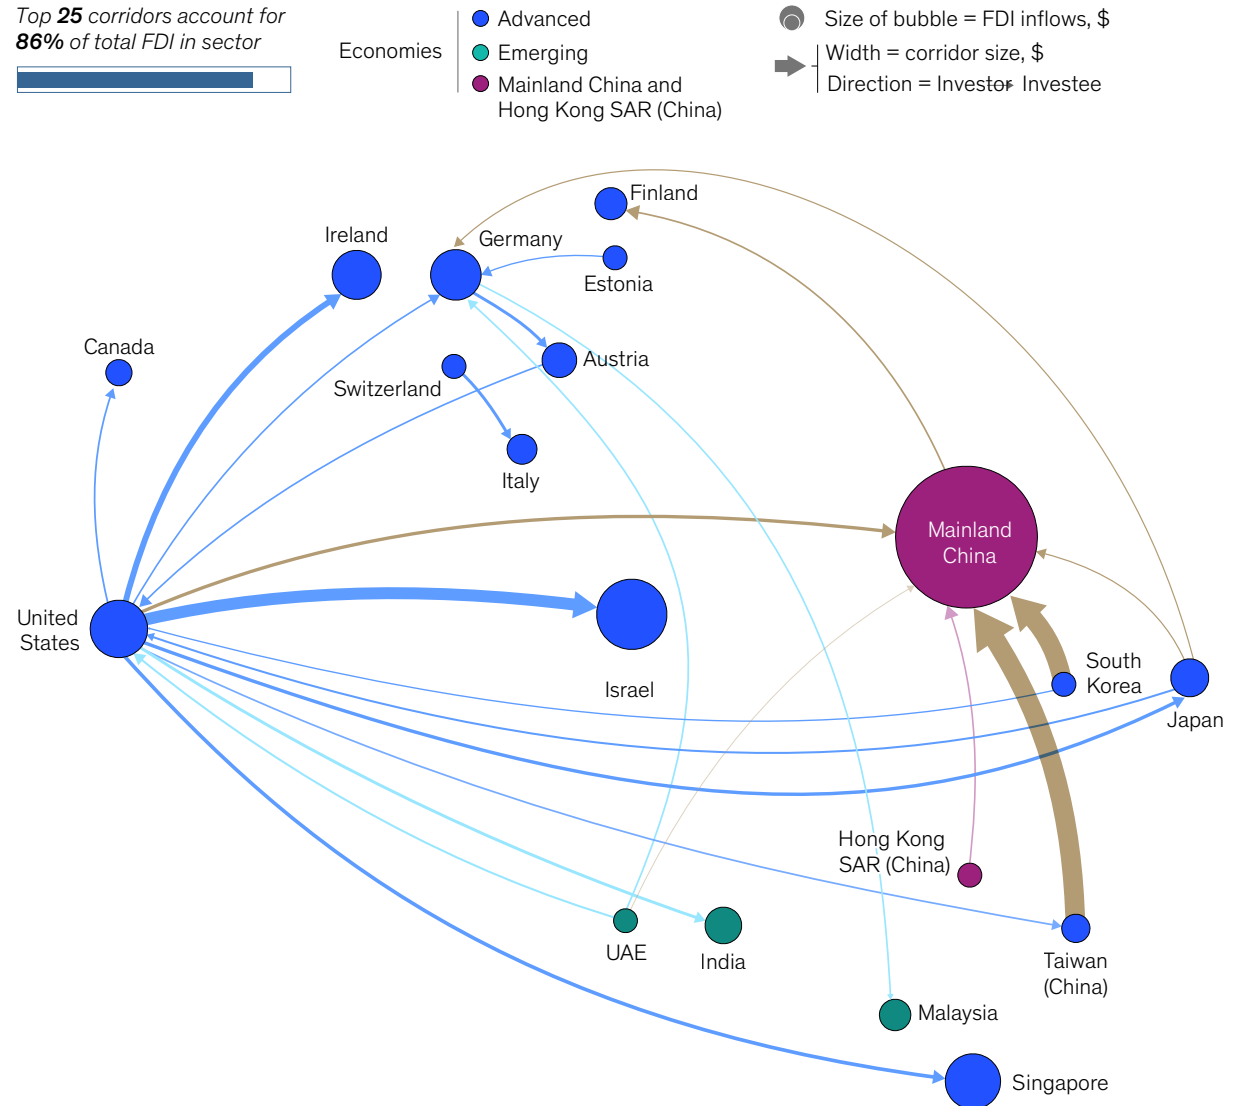 Top 25 corridors account for
86% of total FDI in sector
Economies
Advanced
Emerging
Mainland China and
Hong Kong SAR (China)
Size of bubble = FDI inflows, $
Width = corridor size, $
Direction = Investor Investee
Finland
Ireland
Germany
Estonia
Canada
Austria
Switzerland
Italy
Mainland
China
United
States
Israel
South
Korea
Japan
Hong Kong
SAR (China)
UAE
India
Taiwan
(China)
Malaysia
Singapore